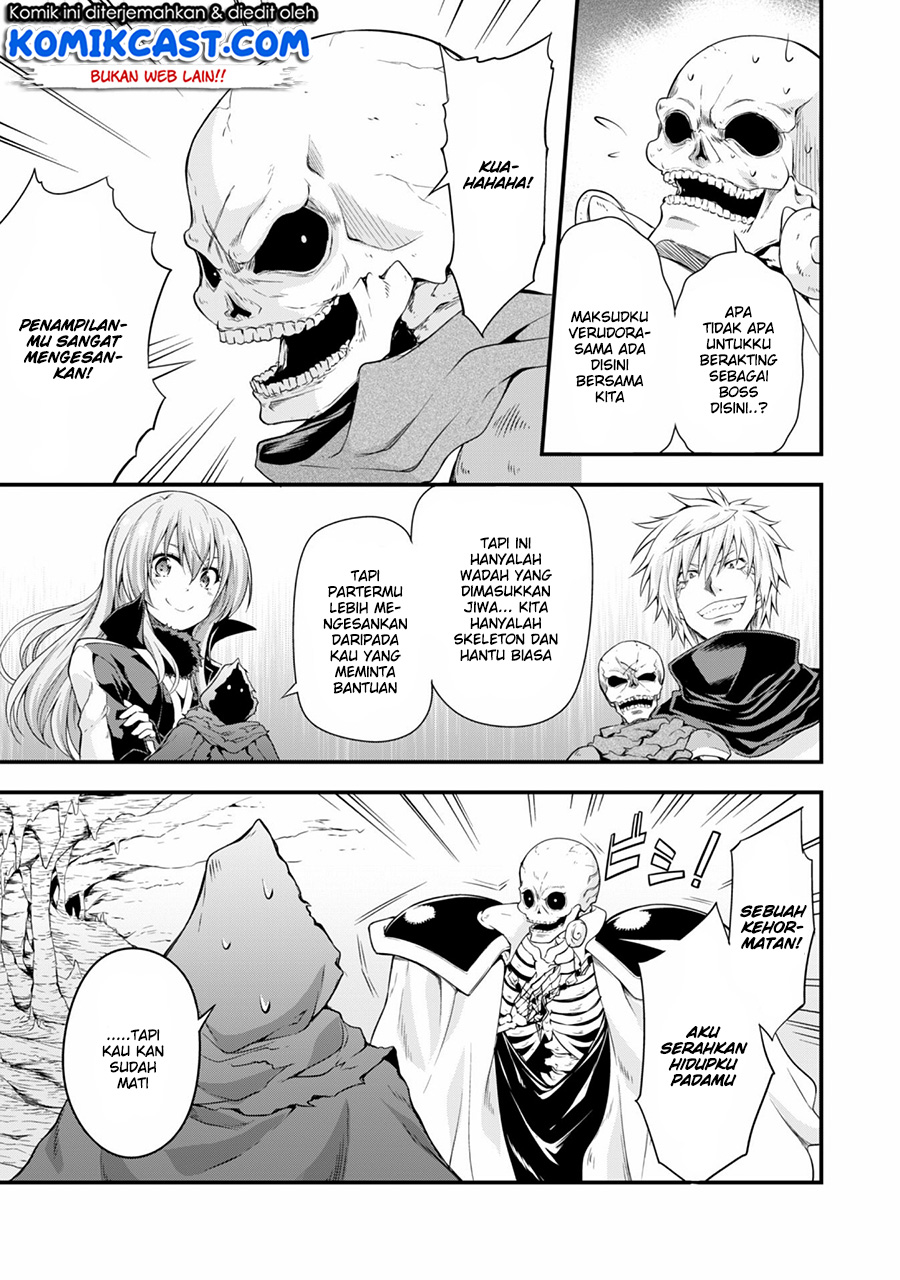 Komik ini diterjemahkan & diedit oleh
KOMIKCAST.COM
BUKAN WEB LAIN!!
APA
TIDAK APA
UNTUKKU
BERAKTING
SEBAGAI
BOSS
DISINI..?
MAKSUDKU
VERUDORA-
SAMA ADA
DISINI
BERSAMA
KITA
KUA-
HAHAHA!
PENAMPILAN-
MU SANGAT
MENGESAN-
KAN!
TAPI INI
HANYALAH
WADAH YANG
DIMASUKKAN
JIWA... KITA
HANYALAH
SKELETON DAN
HANTU BIASA
TAPI
PARTERMU
LEBIH ME-
NGESANKAN
DARIPADA
KAU YANG
MEMINTA
BANTUAN
ビシッ!
SEBUAH
KEHOR-
MATAN!
AKU
SERAHKAN
HIDUPKU
PADAMU
.....TAPI
KAU KAN
SUDAH
MATI